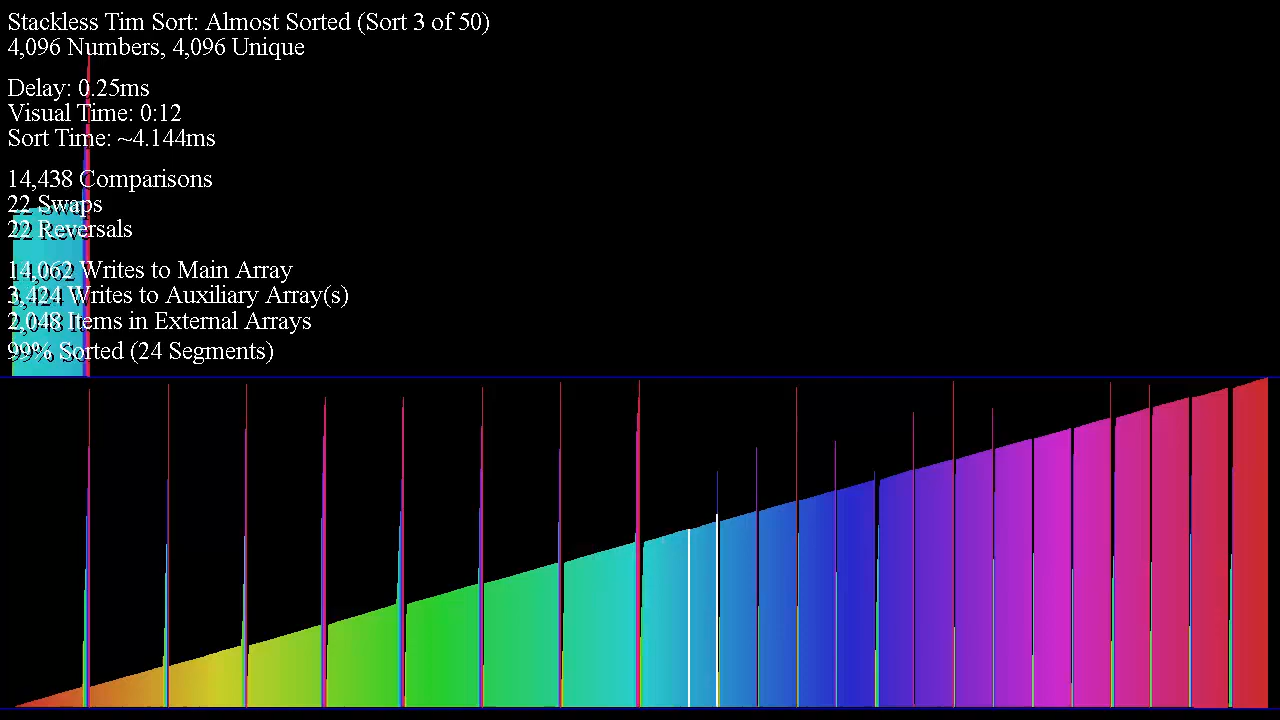 Stackless Tim Sort: Almost Sorted (Sort 3 of 50)
4,096 Numbers, 4,096 Unique
Delay: 0.25ms
Visual Time: 0:12
Sort Time: ~4.144ms
14,438 Comparisons
22 Swaps
22 Reversals
14,062 Writes to Main Array
3,424 Writes to Auxiliary Array(s)
2,048 Items in External Arrays
99% Sorted (24 Segments)